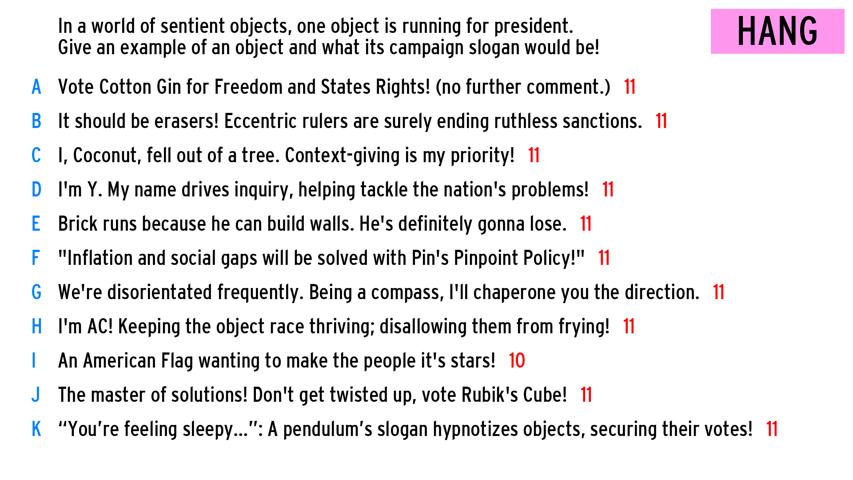 In a world of sentient objects, one object is running for president.
Give an example of an object and what its campaign slogan would be!
HANG
A Vote Cotton Gin for Freedom and States Rights! (no further comment.) 11
B It should be erasers! Eccentric rulers are surely ending ruthless sanctions. 11
C I, Coconut, fell out of a tree. Context-giving is my priority! 11
D I'm Y. My name drives inquiry, helping tackle the nation's problems! 11
E Brick runs because he can build walls. He's definitely gonna lose. 11
F "Inflation and social gaps will be solved with Pin's Pinpoint Policy!" 11
G We're disorientated frequently. Being a compass, I'll chaperone you the direction. 11
H I'm AC! Keeping the object race thriving; disallowing them from frying! 11
I An American Flag wanting to make the people it's stars! 10
J The master of solutions! Don't get twisted up, vote Rubik's Cube! 11
K “You’re feeling sleepy...”: A pendulum’s slogan hypnotizes objects, securing their votes! 11